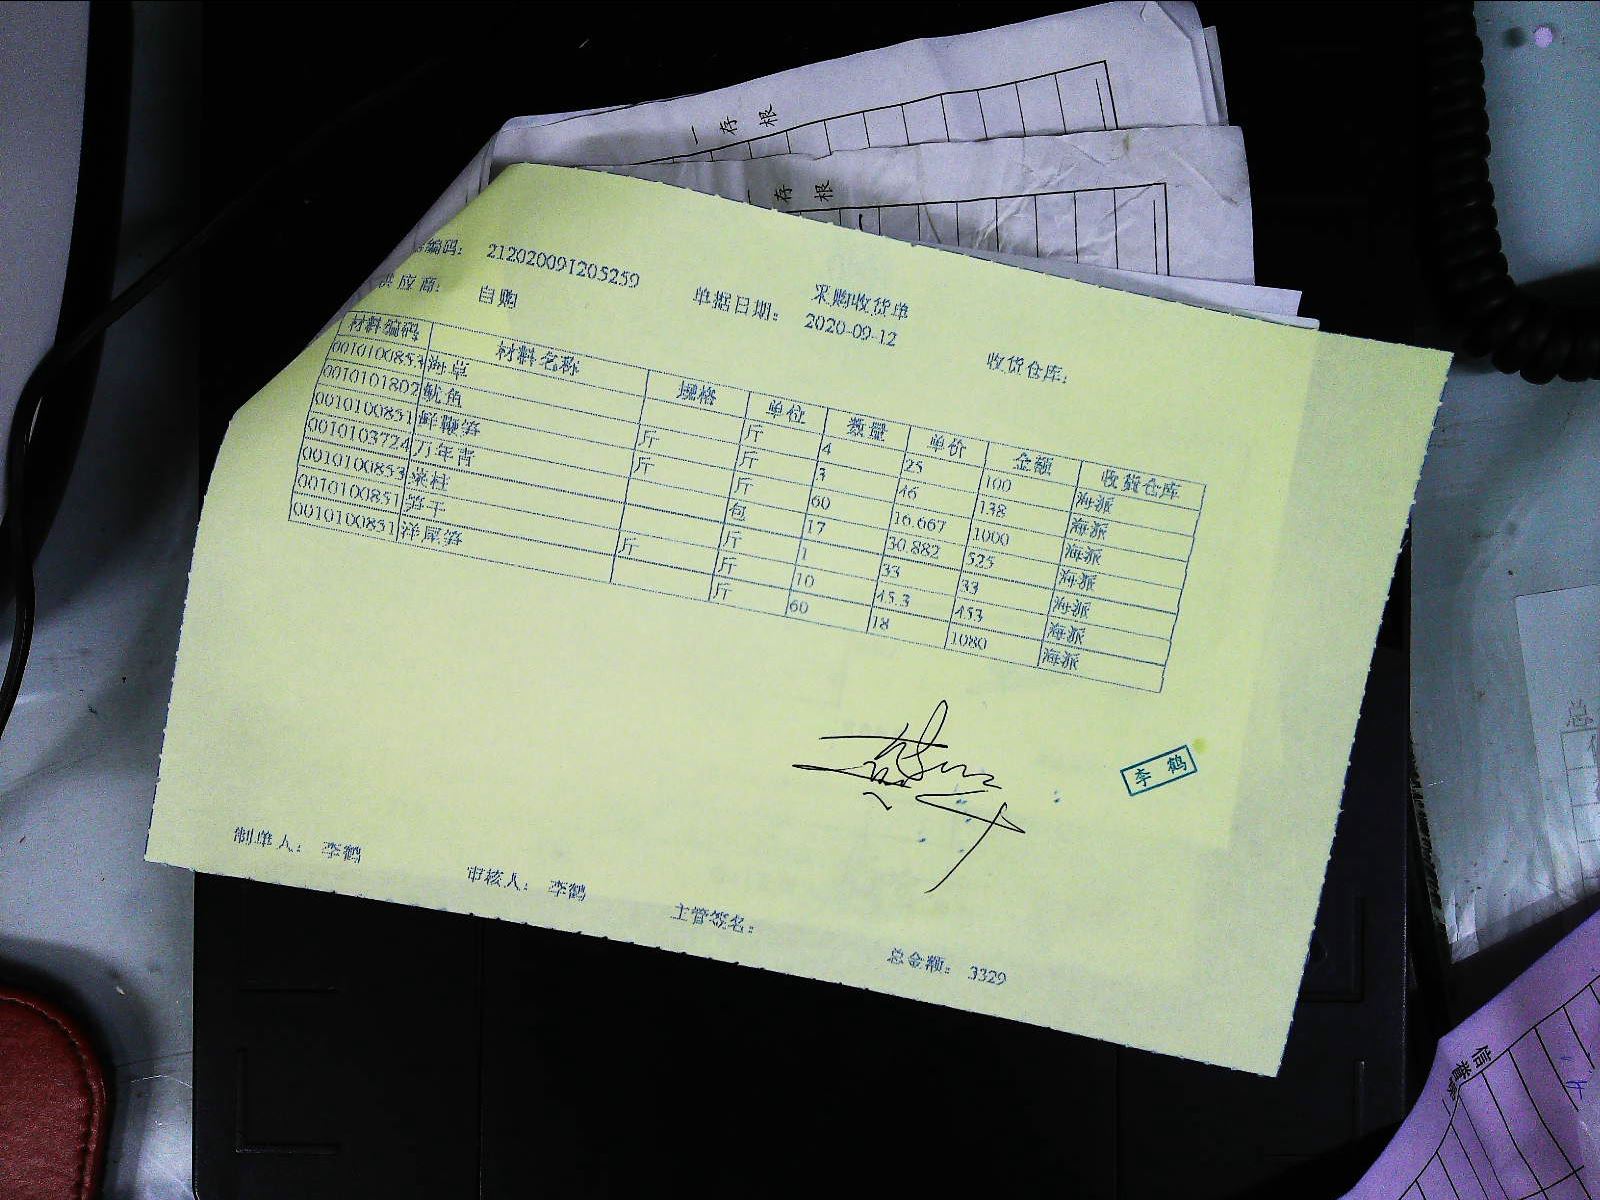 采购收货单
编码: 212020091205259 单据日期: 2020-09-12 收货仓库:
供应商: 自购
材料编码 材料名称 规格 单位 数量 单价 金额 收货仓库
0010100853 海草 斤 4 25 100 海派
0010101802 鱿鱼 斤 斤 3 46 138 海派
0010100851 鲜鞭笋 斤 斤 60 16.667 1000 海派
0010103724 万年青 包 17 30.882 525 海派
0010100853 滚柱 斤 1 33 33 海派
0010100851 笋干 斤 斤 10 45.3 453 海派
0010100851 洋尾笋 斤 60 18 1080 海派
李鹤
制单人: 李鹤 审核人: 李鹤 主管签名: 总金额: 3329
存根
存根